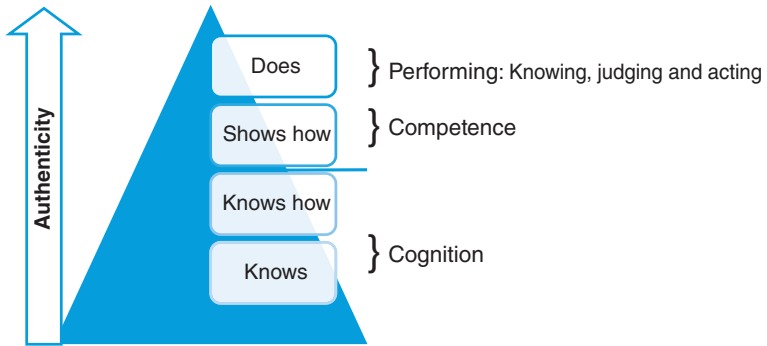 Authenticity
Does
} Performing: Knowing, judging and acting
Shows how
} Competence
Knows how
Knows
} Cognition